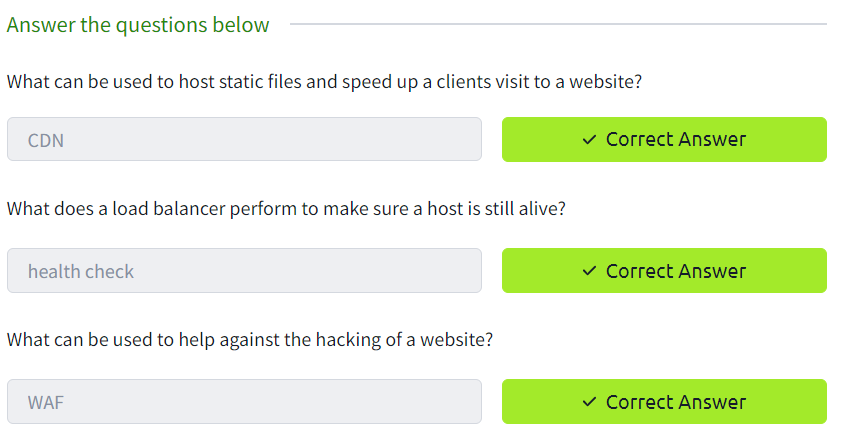 Answer the questions below
What can be used to host static files and speed up a clients visit to a website?
CDN
✓ Correct Answer
What does a load balancer perform to make sure a host is still alive?
health check
✓ Correct Answer
What can be used to help against the hacking of a website?
WAF
✓ Correct Answer